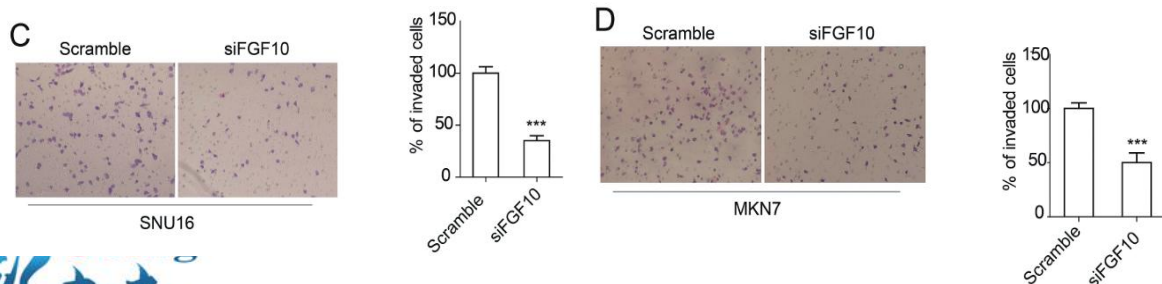 C
Scramble siFGF10
SNU16
% of invaded cells
150
100
50
0
***
Scramble
siFGF10
D
Scramble siFGF10
MKN7
% of invaded cells
150
100
50
0
***
Scramble
siFGF10